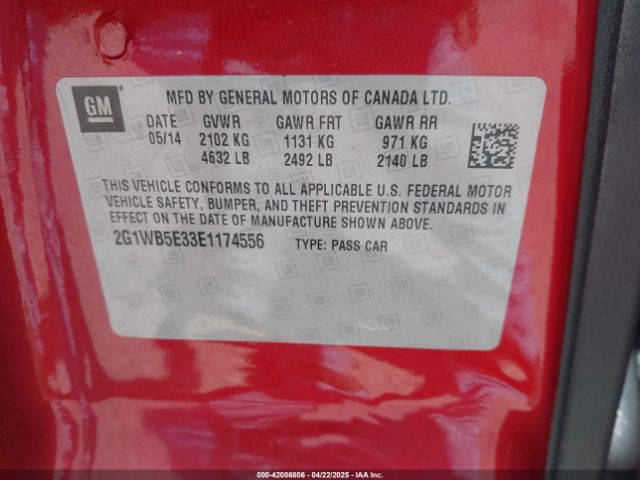 GM
MFD BY GENERAL MOTORS OF CANADA LTD.
DATE GVWR GAWR FRT GAWR RR
05/14 2102 KG 1131 KG 971 KG
4632 LB 2492 LB 2140 LB
THIS VEHICLE CONFORMS TO ALL APPLICABLE U.S. FEDERAL MOTOR
VEHICLE SAFETY, BUMPER, AND THEFT PREVENTION STANDARDS IN
EFFECT ON THE DATE OF MANUFACTURE SHOWN ABOVE.
2G1WB5E33E1174556 TYPE: PASS CAR
000-42086806 - 04/22/2025 - IAA Inc.